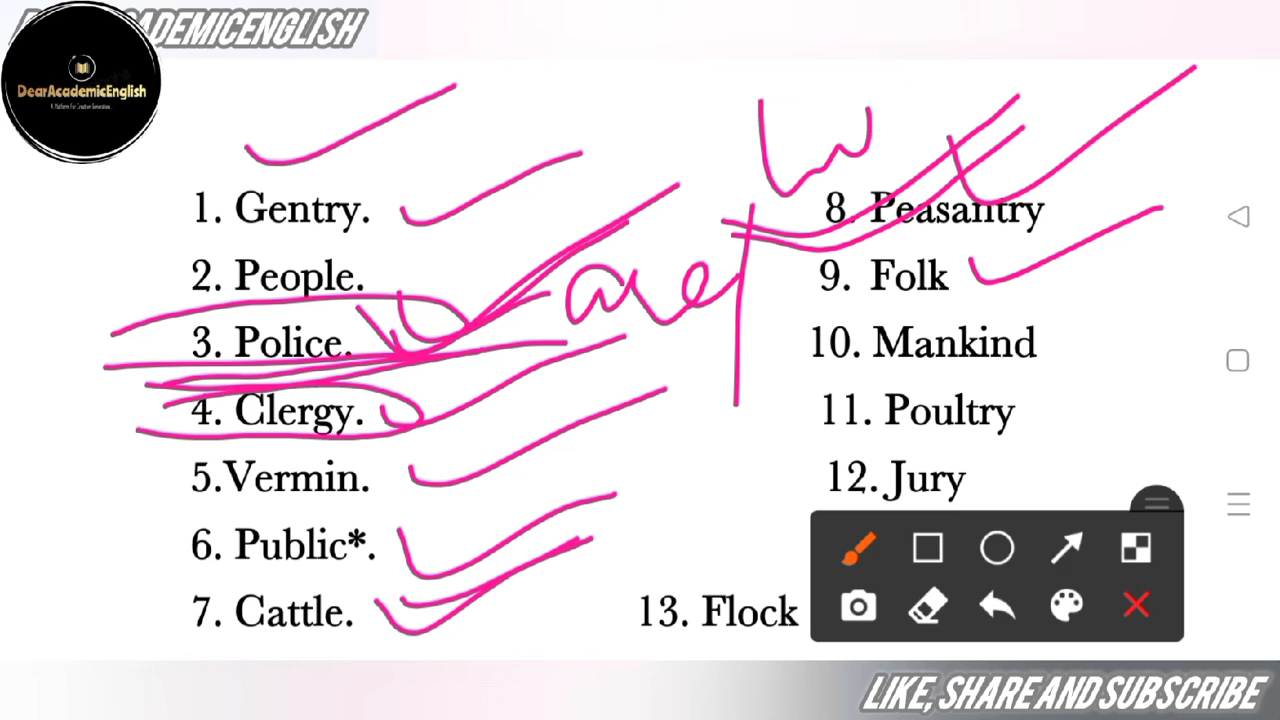 ACADEMICENGLISH
DearAcademicEnglish
1. Gentry.
2. People.
3. Police.
4. Clergy.
5.Vermin.
6. Public*.
7. Cattle.
are
8. Peasantry
9. Folk
10. Mankind
11. Poultry
12. Jury
13. Flock
LIKE, SHARE AND SUBSCRIBE